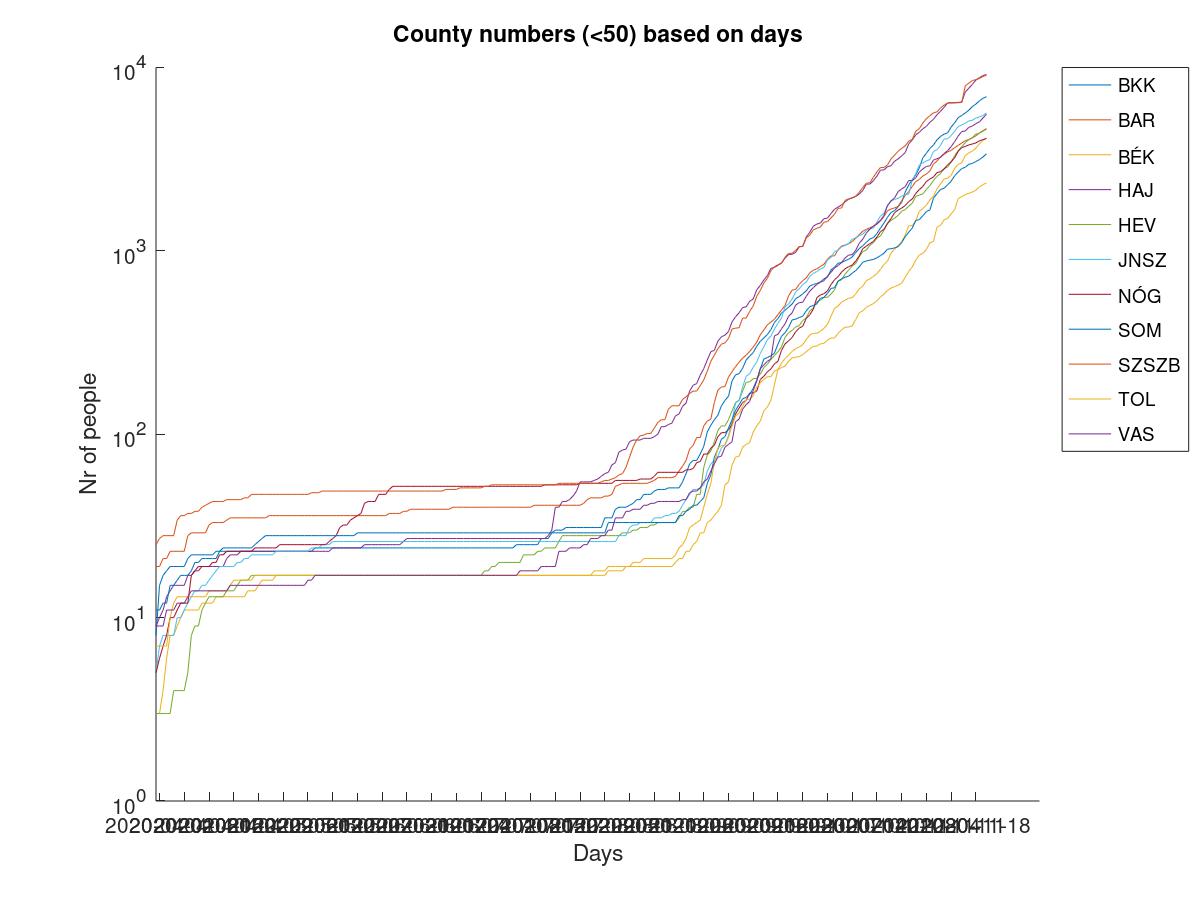 County numbers (<50) based on days
10^4
10^3
10^2
10^1
10^0
Nr of people
Days
BKK
BAR
BÉK
HAJ
HEV
JNSZ
NÓG
SOM
SZSZB
TOL
VAS